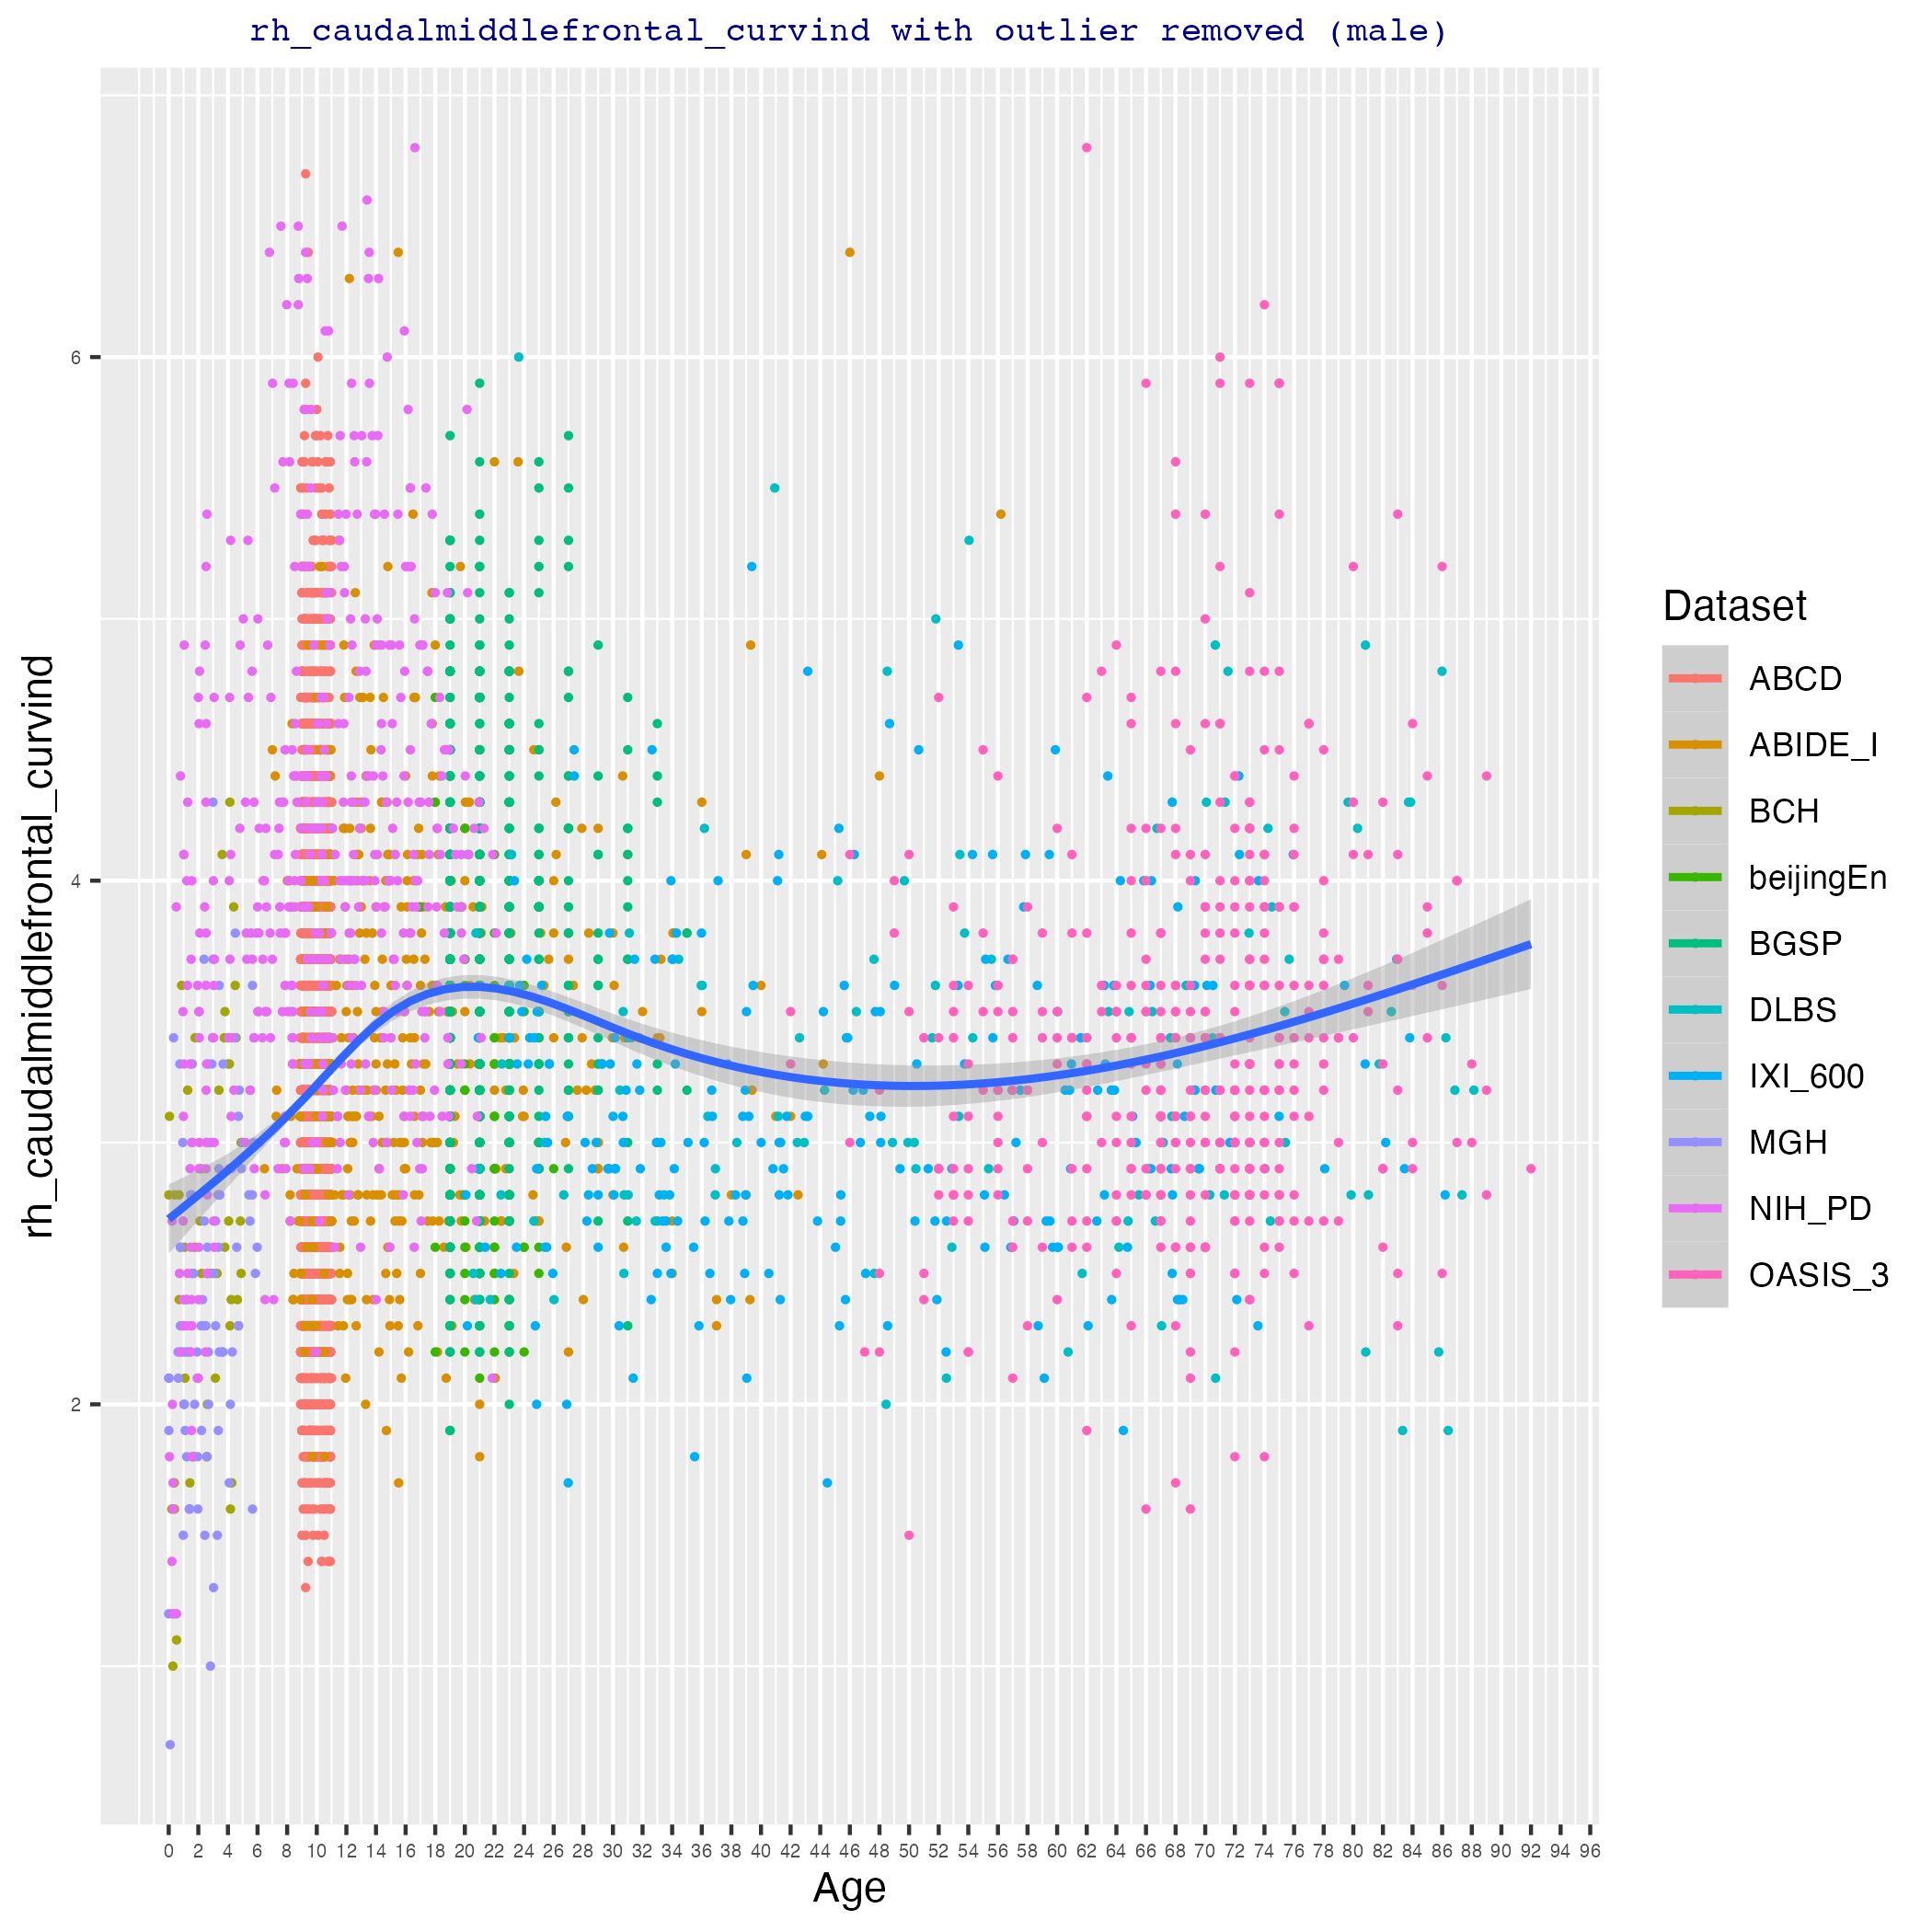 rh_caudalmiddlefrontal_curvind with outlier removed (male)
rh_caudalmiddlefrontal_curvind
6
4
2
0 2 4 6 8 10 12 14 16 18 20 22 24 26 28 30 32 34 36 38 40 42 44 46 48 50 52 54 56 58 60 62 64 66 68 70 72 74 76 78 80 82 84 86 88 90 92 94 96
Age
Dataset
ABCD
ABIDE_I
BCH
beijingEn
BGSP
DLBS
IXI_600
MGH
NIH_PD
OASIS_3